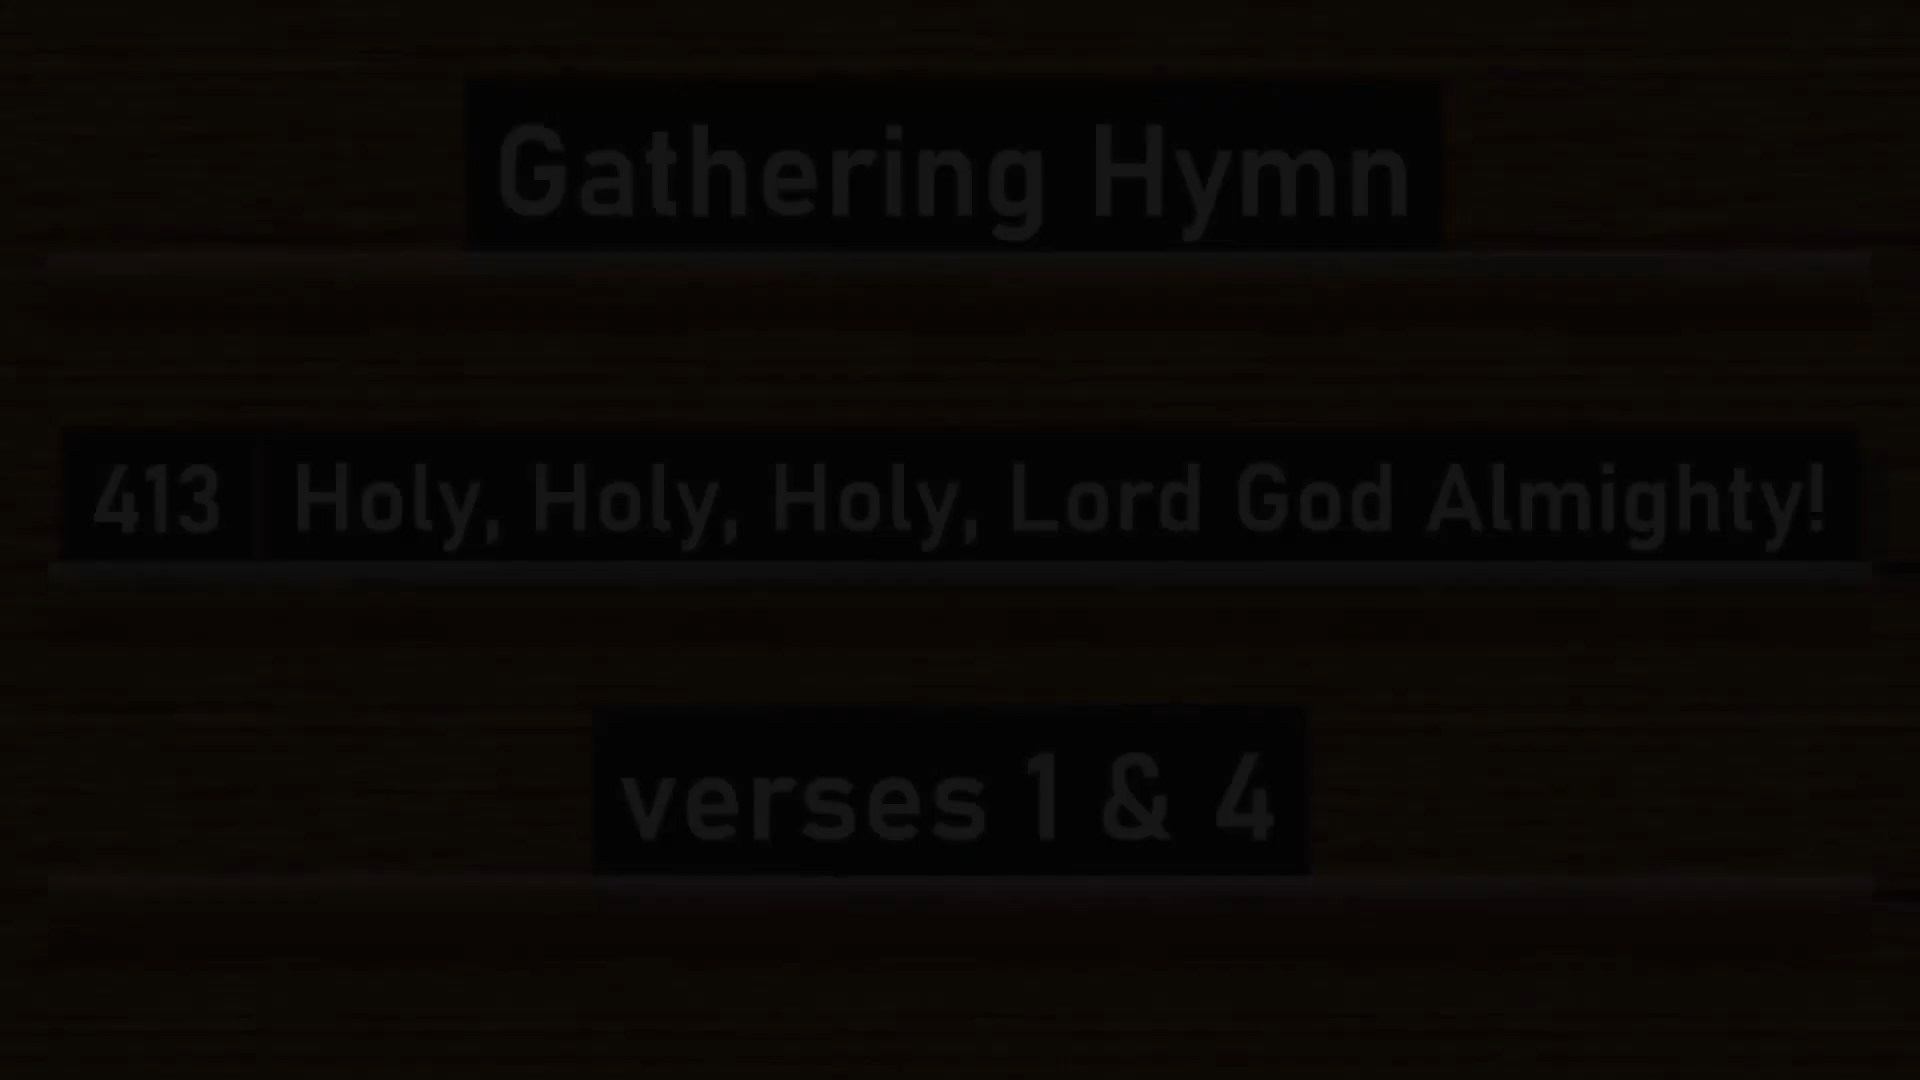 Gathering Hymn
413 Holy, Holy, Holy, Lord God Almighty!
verses 1 & 4